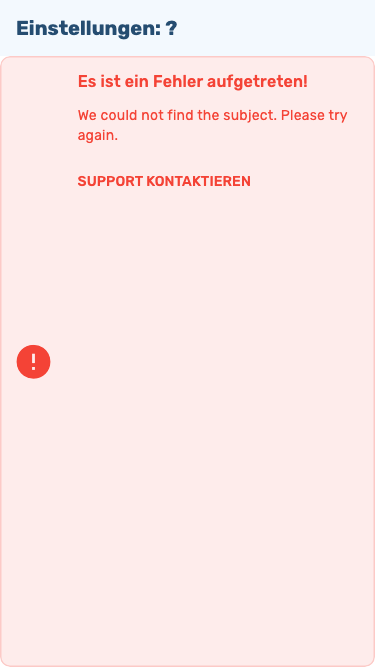 Einstellungen: ?
Es ist ein Fehler aufgetreten!
We could not find the subject. Please try
again.
SUPPORT KONTAKTIEREN